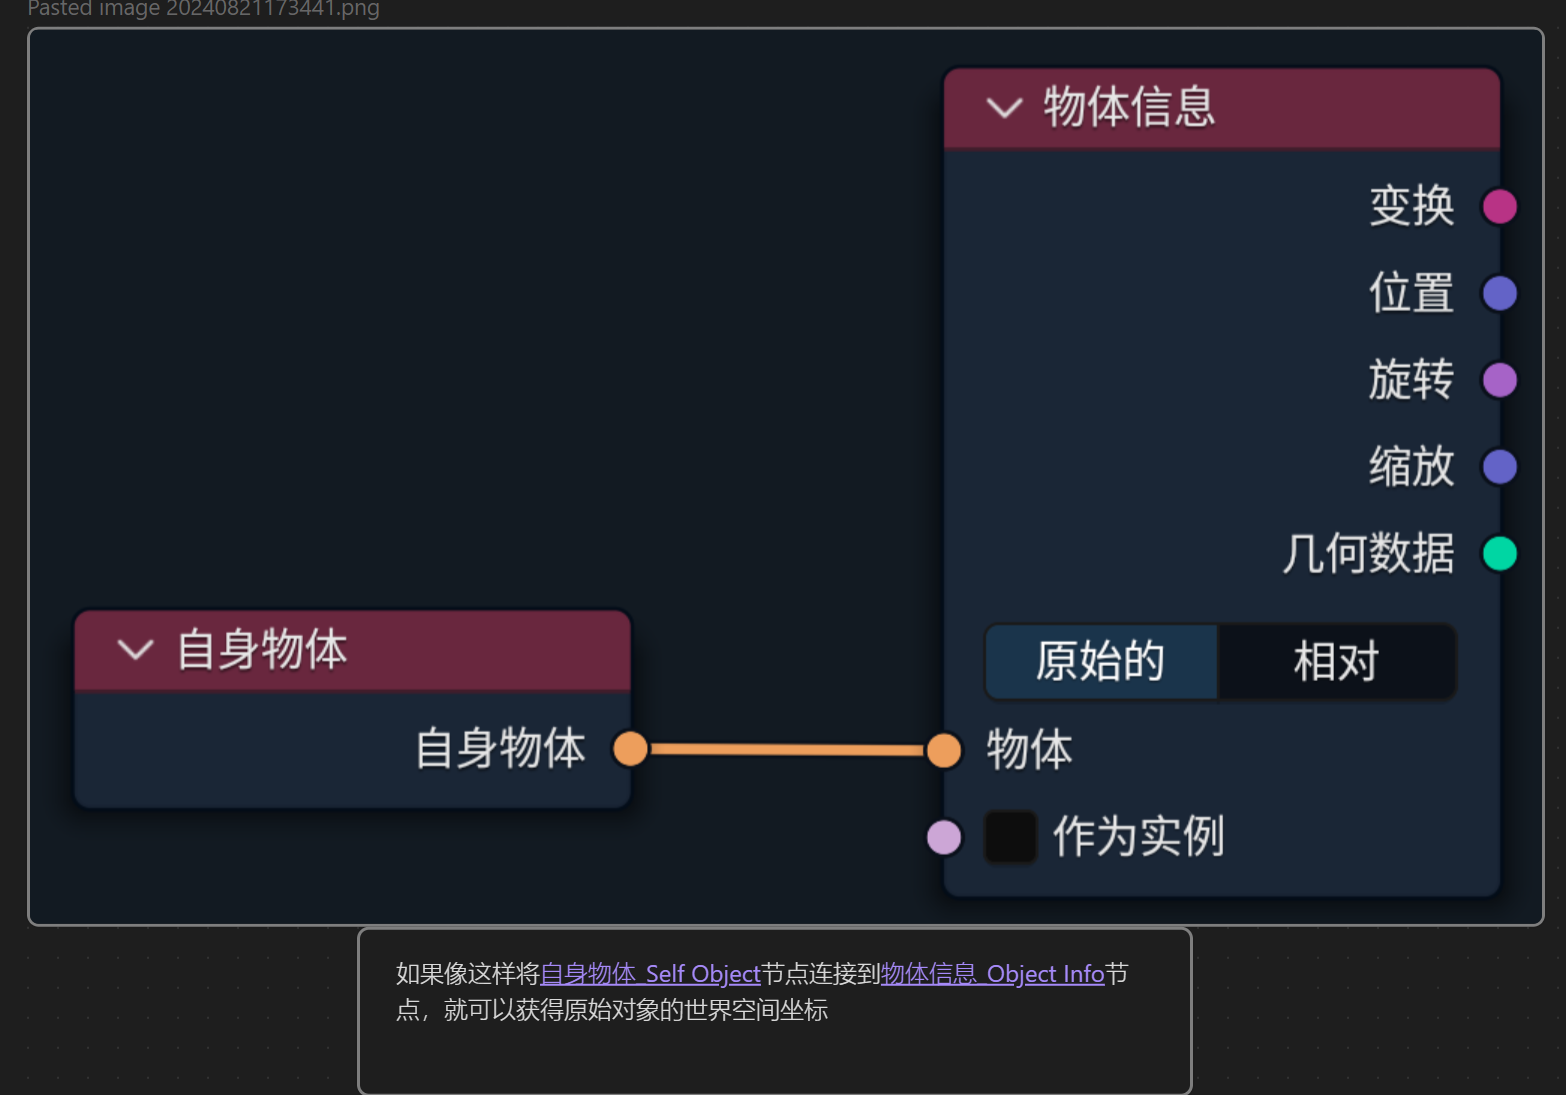 Pasted image 20240821173441.png
物体信息
变换
位置
旋转
缩放
几何数据
原始的 相对
自身物体
自身物体
物体
作为实例
如果像这样将自身物体_Self Object节点连接到物体信息_Object Info节
点，就可以获得原始对象的世界空间坐标